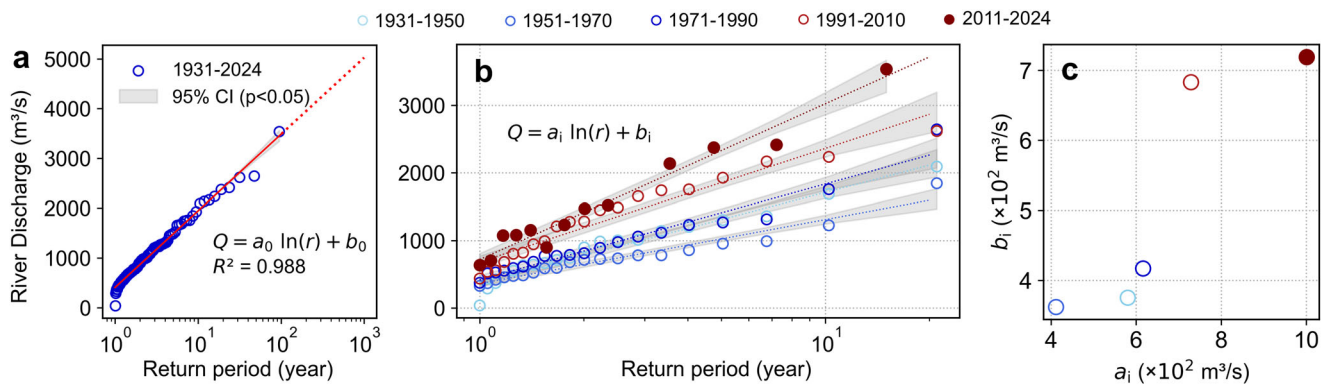 1931-1950 1951-1970 1971-1990 1991-2010 2011-2024
a
River Discharge (m³/s)
5000
4000
3000
2000
1000
0
1931-2024
95% CI (p<0.05)
Q = a₀ ln(r) + b₀
R² = 0.988
10⁰ 10¹ 10² 10³
Return period (year)
b
3000
2000
1000
0
Q = aᵢ ln(r) + bᵢ
10⁰ 10¹
Return period (year)
c
bᵢ (×10² m³/s)
7
6
5
4
4 6 8 10
aᵢ (×10² m³/s)